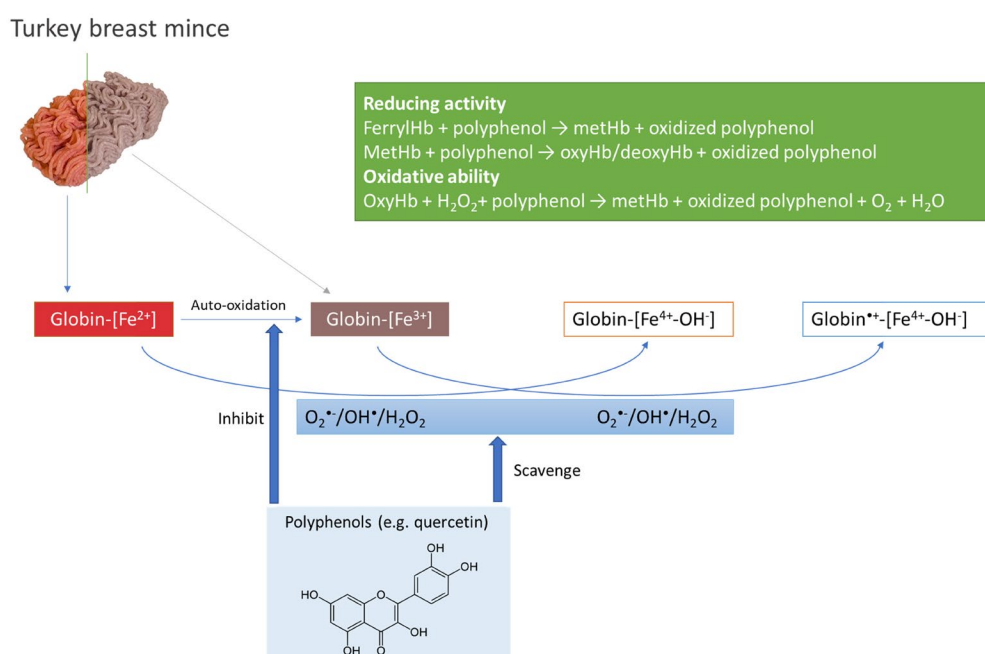 Turkey breast mince
Reducing activity
FerrylHb + polyphenol → metHb + oxidized polyphenol
MetHb + polyphenol → oxyHb/deoxyHb + oxidized polyphenol
Oxidative ability
OxyHb + H₂O₂+ polyphenol → metHb + oxidized polyphenol + O₂ + H₂O
Auto-oxidation
Globin-[Fe²⁺]
Globin-[Fe³⁺]
Globin-[Fe⁴⁺-OH⁻]
Globin•⁺-[Fe⁴⁺-OH⁻]
Inhibit
O₂•⁻/OH•/H₂O₂
O₂•⁻/OH•/H₂O₂
Scavenge
Polyphenols (e.g. quercetin)
OH
OH
HO
O
OH
OH
O